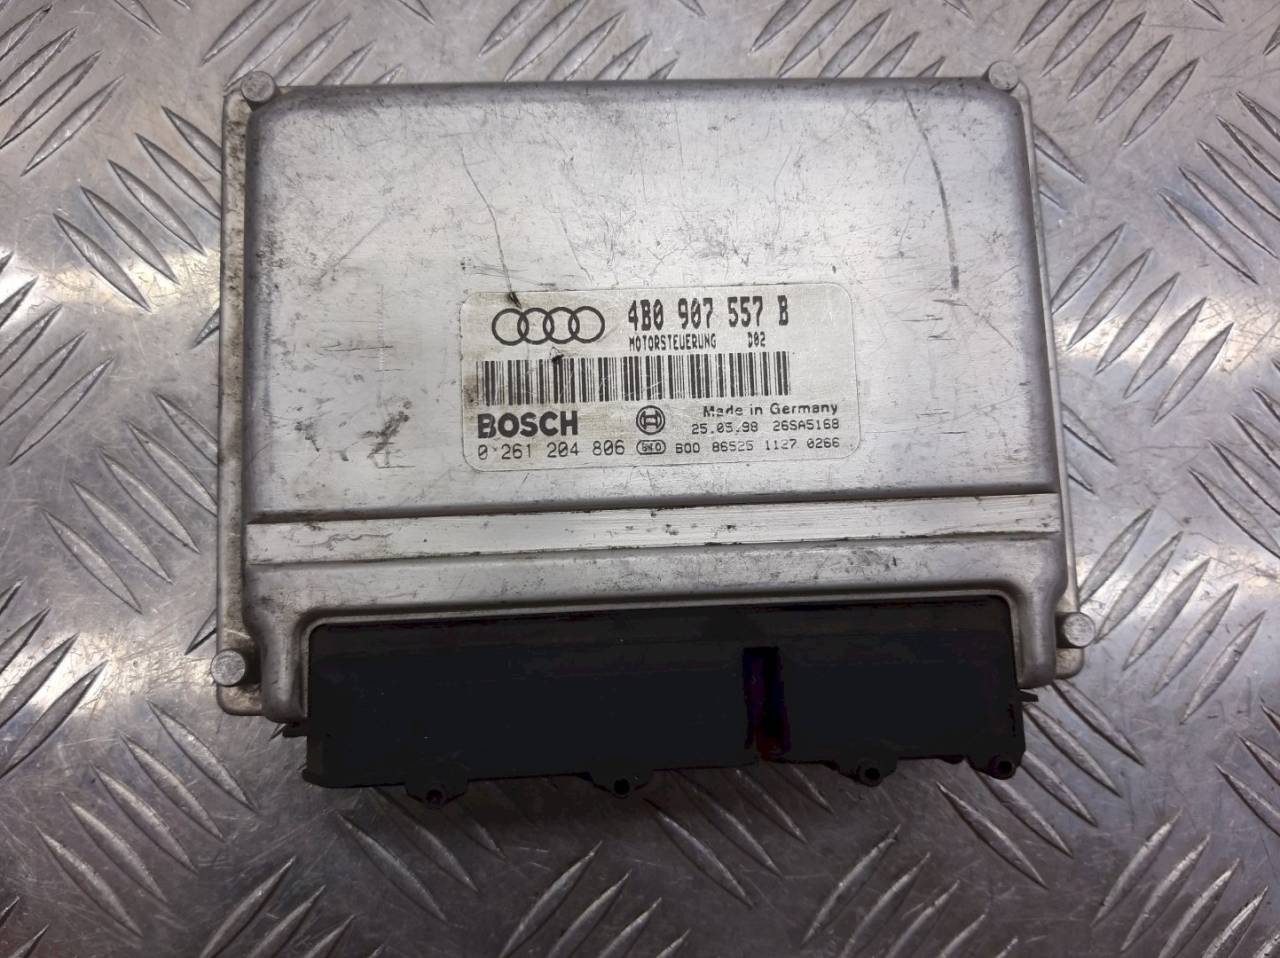 4B0 907 557 B
MOTORSTEUERUNG D02
BOSCH
Made in Germany
25.05.98 26SA5168
0 261 204 806 B00 86525 1127 0266